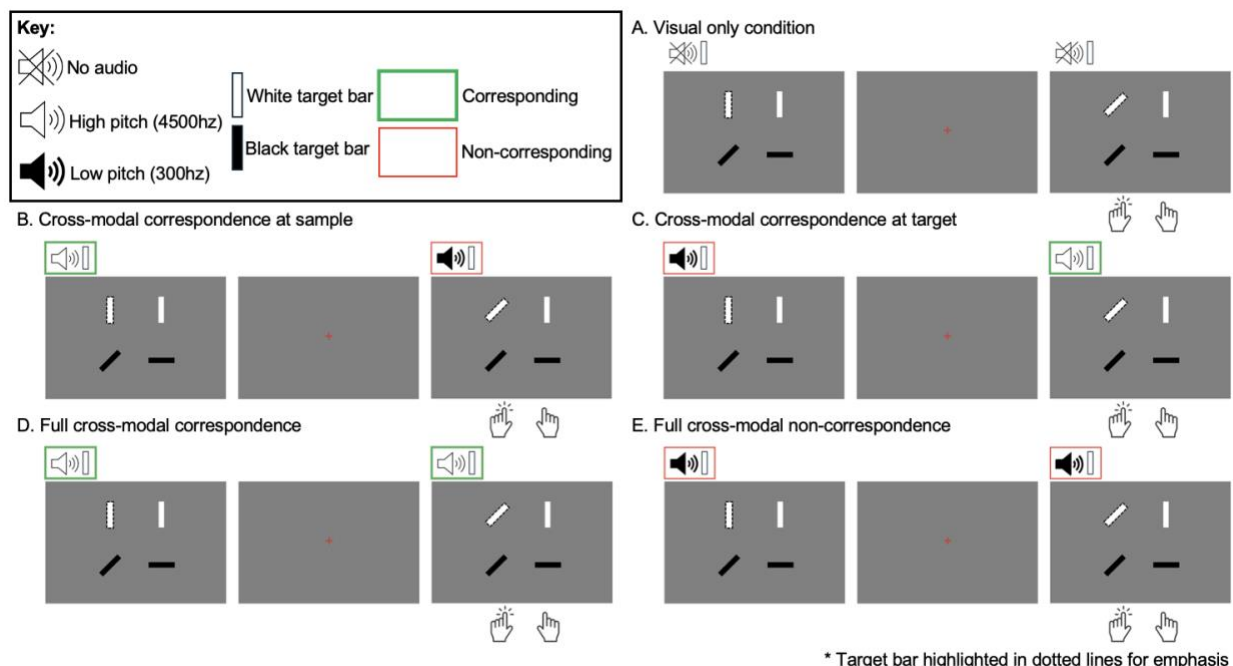 Key:
No audio
High pitch (4500hz)
Low pitch (300hz)
White target bar
Black target bar
Corresponding
Non-corresponding
A. Visual only condition
B. Cross-modal correspondence at sample
C. Cross-modal correspondence at target
D. Full cross-modal correspondence
E. Full cross-modal non-correspondence
* Target bar highlighted in dotted lines for emphasis